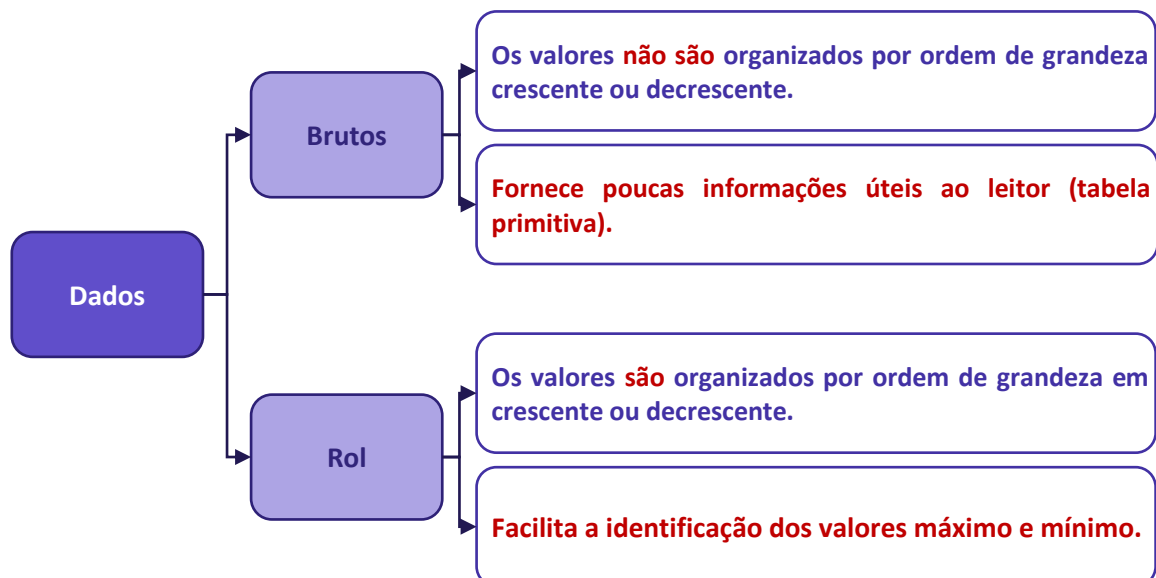 Os valores não são organizados por ordem de grandeza
crescente ou decrescente.
Brutos
Fornece poucas informações úteis ao leitor (tabela
primitiva).
Dados
Os valores são organizados por ordem de grandeza em
crescente ou decrescente.
Rol
Facilita a identificação dos valores máximo e mínimo.